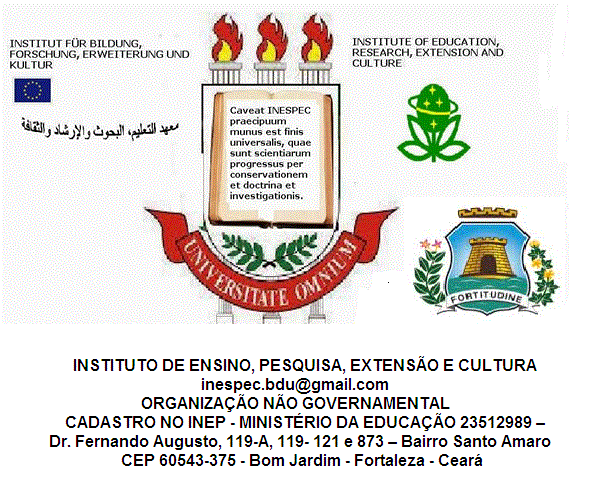 INSTITUT FÜR BILDUNG,
FORSCHUNG, ERWEITERUNG UND
KULTUR
INSTITUTE OF EDUCATION,
RESEARCH, EXTENSION AND
CULTURE
معهد للتعليم، البحوث والإرشاد والثقافة
Caveat INESPEC
praecipuum
munus est finis
universalis, quae
sunt scientiarum
progressus per
conservationem
et doctrina et
investigationis.
UNIVERSITATE OMNIUM
FORTITUDINE
INSTITUTO DE ENSINO, PESQUISA, EXTENSÃO E CULTURA
inespec.bdu@gmail.com
ORGANIZAÇÃO NÃO GOVERNAMENTAL
CADASTRO NO INEP - MINISTÉRIO DA EDUCAÇÃO 23512989 –
Dr. Fernando Augusto, 119-A, 119- 121 e 873 – Bairro Santo Amaro
CEP 60543-375 - Bom Jardim - Fortaleza - Ceará